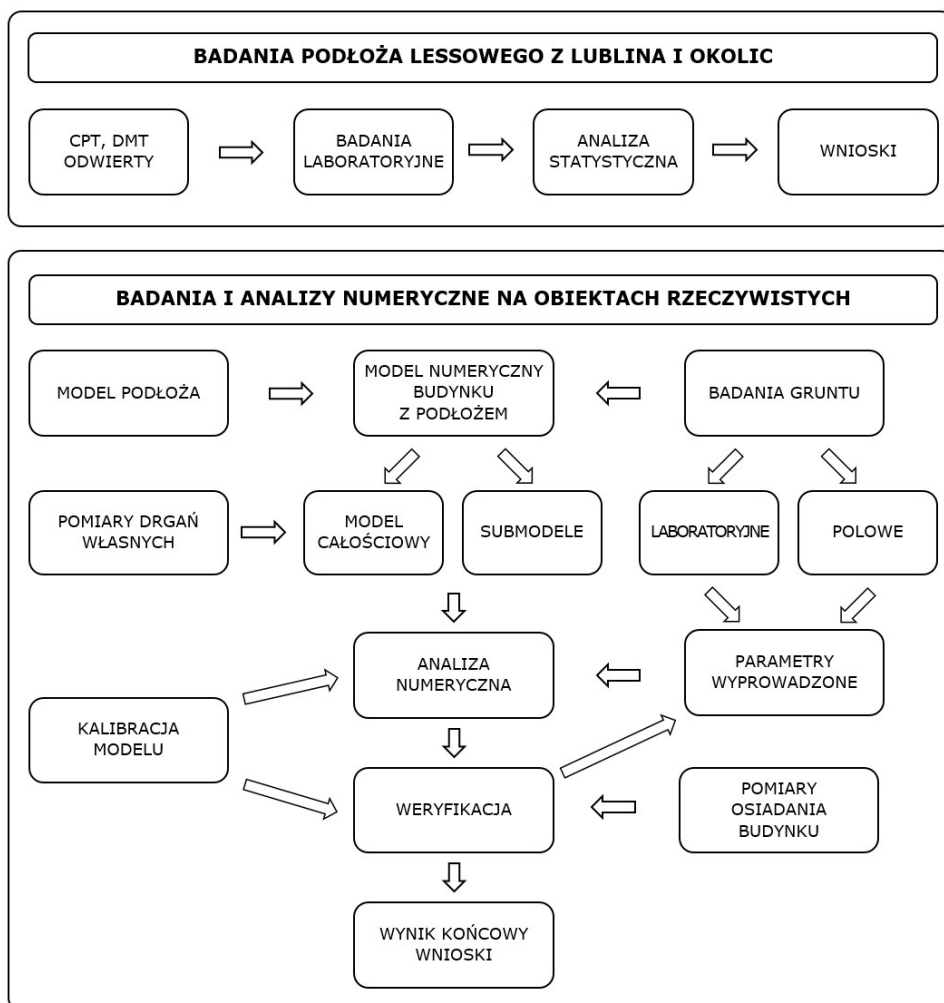 BADANIA PODŁOŻA LESSOWEGO Z LUBLINA I OKOLIC
CPT, DMT
ODWIERTY
BADANIA
LABORATORYJNE
ANALIZA
STATYSTYCZNA
WNIOSKI
BADANIA I ANALIZY NUMERYCZNE NA OBIEKTACH RZECZYWISTYCH
MODEL PODŁOŻA
MODEL NUMERYCZNY
BUDYNKU
Z PODŁOŻEM
BADANIA GRUNTU
POMIARY DRGAŃ
WŁASNYCH
MODEL
CAŁOŚCIOWY
SUBMODELE
LABORATORYJNE
POLOWE
ANALIZA
NUMERYCZNA
PARAMETRY
WYPROWADZONE
KALIBRACJA
MODELU
WERYFIKACJA
POMIARY
OSIADANIA
BUDYNKU
WYNIK KOŃCOWY
WNIOSKI